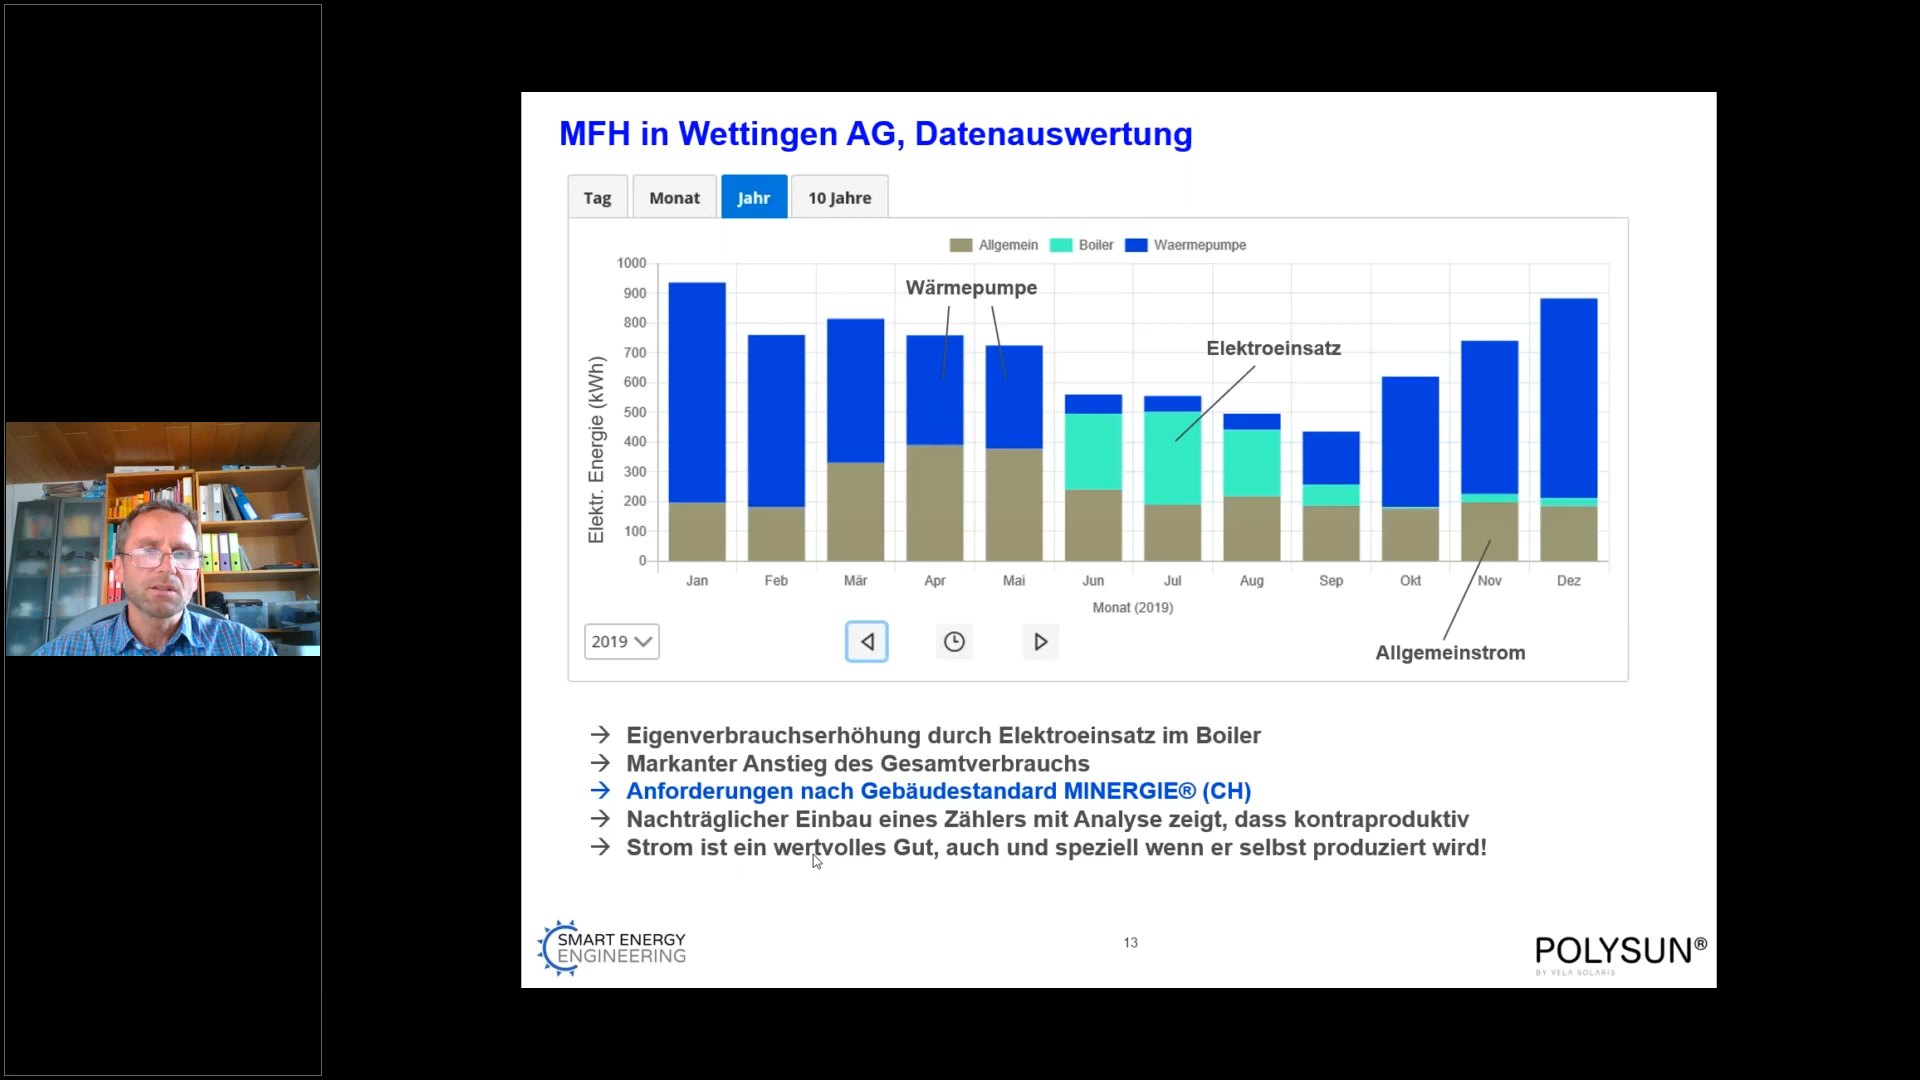 MFH in Wettingen AG, Datenauswertung
Tag Monat Jahr 10 Jahre
Allgemein Boiler Waermepumpe
Elektr. Energie (kWh)
1000
900
800
700
600
500
400
300
200
100
0
Wärmepumpe
Elektroeinsatz
Jan Feb Mär Apr Mai Jun Jul Aug Sep Okt Nov Dez
Monat (2019)
2019
Allgemeinstrom
→ Eigenverbrauchserhöhung durch Elektroeinsatz im Boiler
→ Markanter Anstieg des Gesamtverbrauchs
→ Anforderungen nach Gebäudestandard MINERGIE® (CH)
→ Nachträglicher Einbau eines Zählers mit Analyse zeigt, dass kontraproduktiv
→ Strom ist ein wertvolles Gut, auch und speziell wenn er selbst produziert wird!
SMART ENERGY
ENGINEERING
13
POLYSUN®
BY VELA SOLARIS